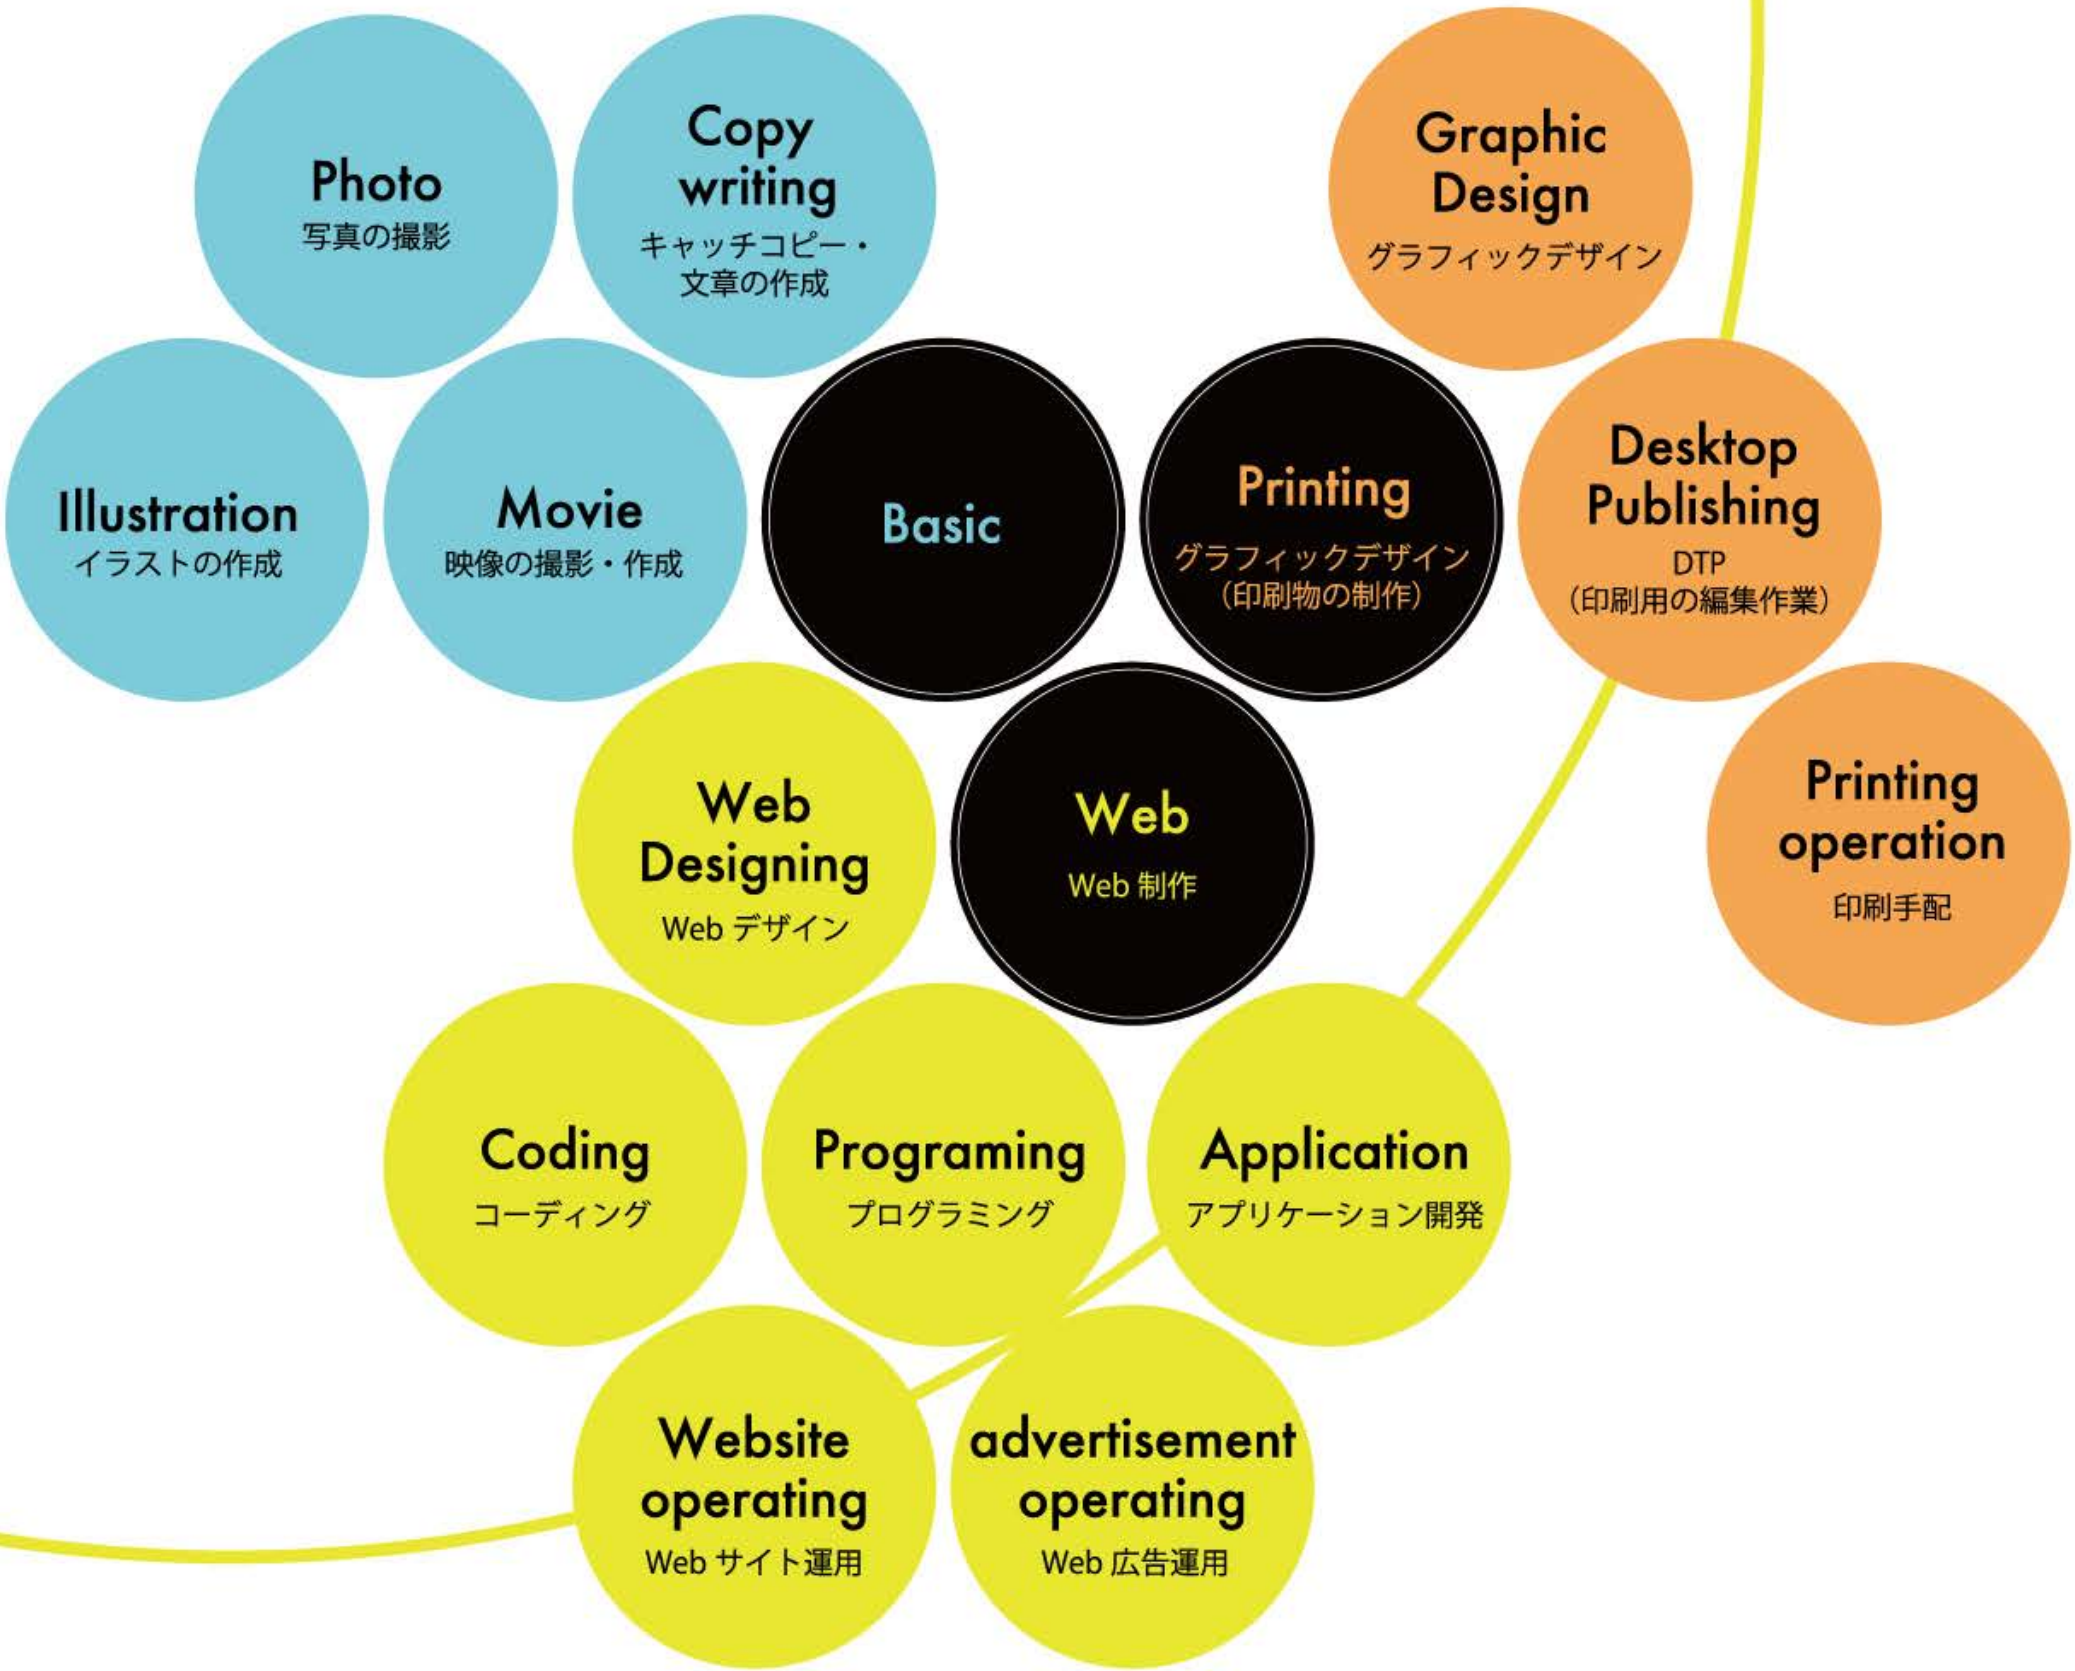 Photo
写真の撮影
Copy
writing
キャッチコピー・
文章の作成
Graphic
Design
グラフィックデザイン
Illustration
イラストの作成
Movie
映像の撮影・作成
Basic
Printing
グラフィックデザイン
（印刷物の制作）
Desktop
Publishing
DTP
（印刷用の編集作業）
Web
Designing
Web デザイン
Web
Web 制作
Printing
operation
印刷手配
Coding
コーディング
Programing
プログラミング
Application
アプリケーション開発
Website
operating
Web サイト運用
advertisement
operating
Web 広告運用